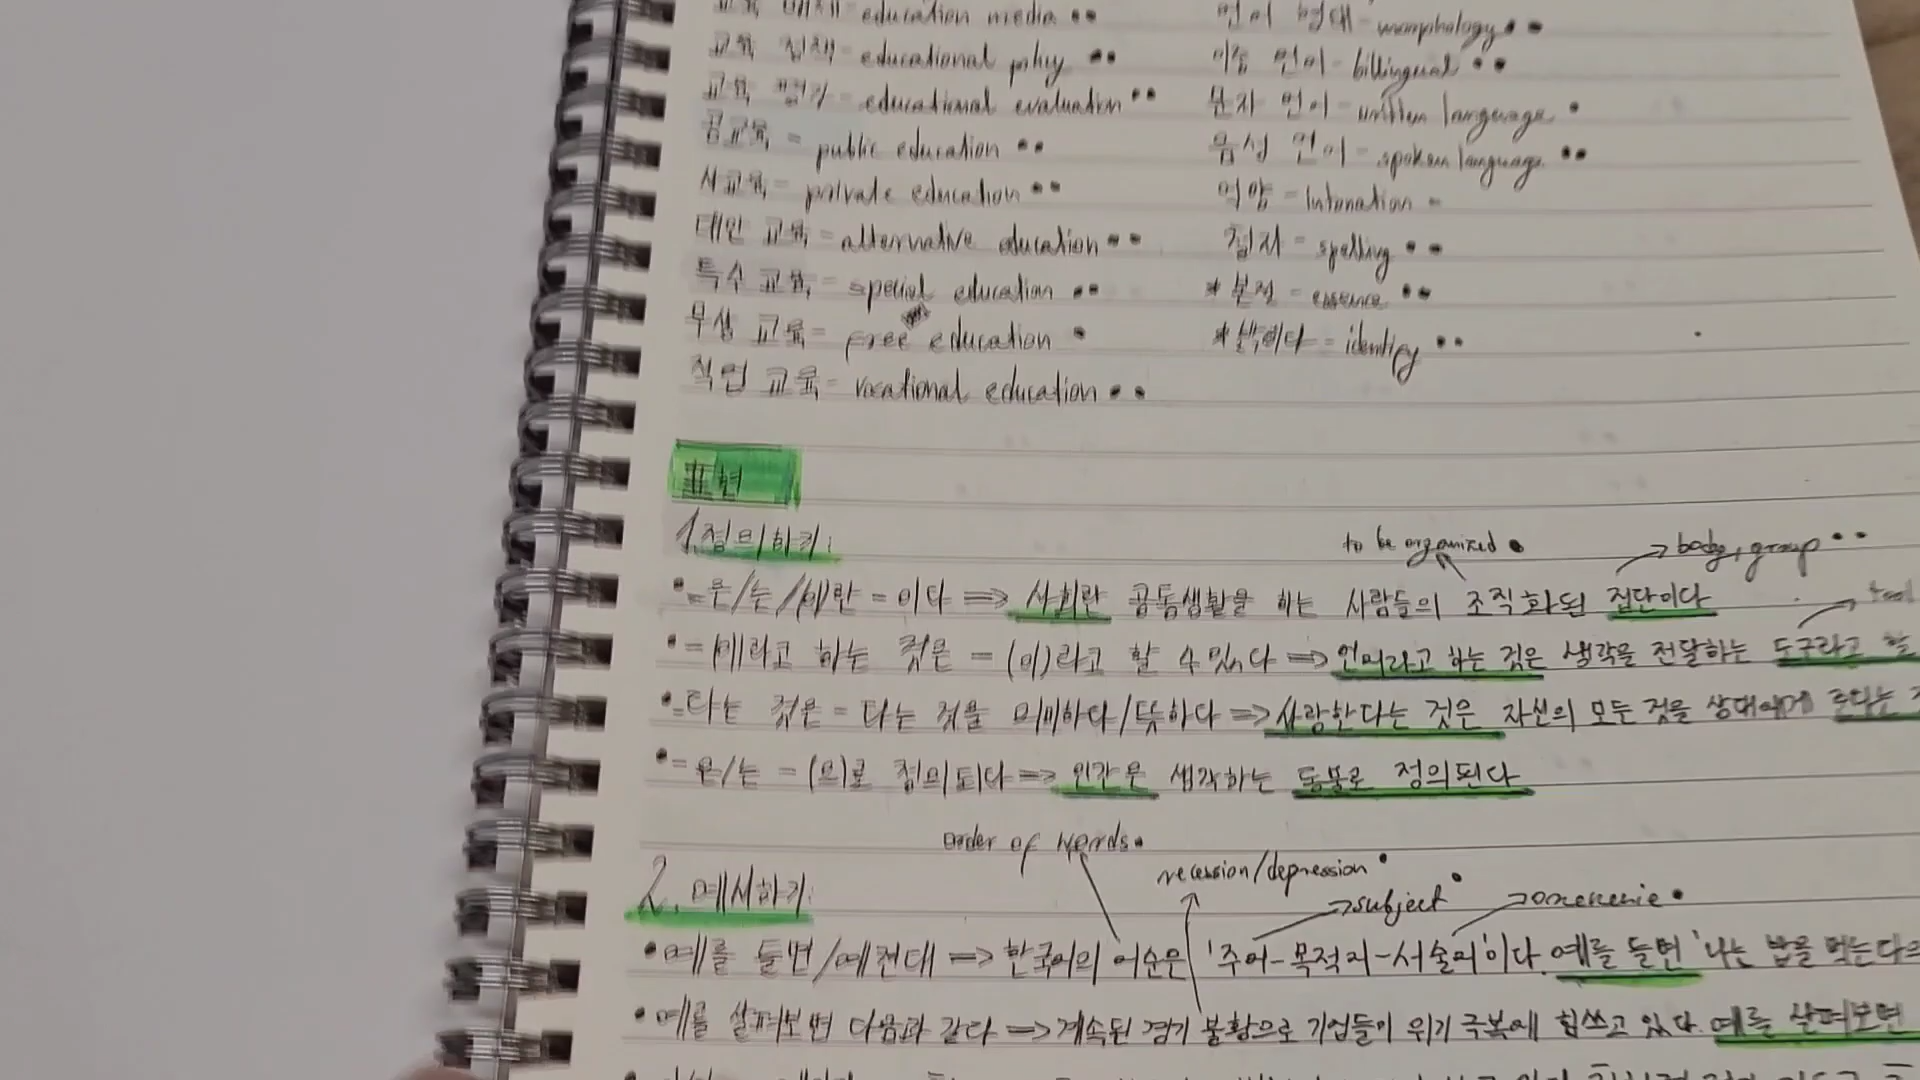 교육 매체 = education media ••
교육 정책 = educational policy ••
교육 평가 = educational evaluation ••
공교육 = public education ••
사교육 = private education ••
대안 교육 = alternative education ••
특수 교육 = special education ••
무상 교육 = free education •
직업 교육 = vocational education ••
언어 형태 - morphology ••
이중 언어 - billingual ••
문자 언어 - written language •
음성 언어 - spoken language ••
억양 = Intonation -
철자 - spelling ••
* 본질 - essence ••
identify ••
표현
1. 정의하기:
to be organized • body, group ••
• -은/는/(이)란 = 이다 => 사회란 공동생활을 하는 사람들의 조직화된 집단이다
tool
• = (이)라고 하는 것은 = (이)라고 할 수 있다 => 언어라고 하는 것은 생각을 전달하는 도구라고 할
• -다는 것은 = 다는 것을 의미하다/뜻하다 => 사랑한다는 것은 자신의 모든 것을 상대에게 준다는
• = 은/는 = (으)로 정의되다 => 인간은 생각하는 동물로 정의된다
order of words •
recession/depression •
subject •
2. 예시하기:
• 예를 들면/예컨대 => 한국어의 어순은 '주어-목적어-서술어'이다. 예를 들면 '나는 밥을 먹는다
• 예를 살펴보면 다음과 같다 => 계속된 경기 불황으로 기업들이 위기 극복에 힘쓰고 있다. 예를 살펴보면